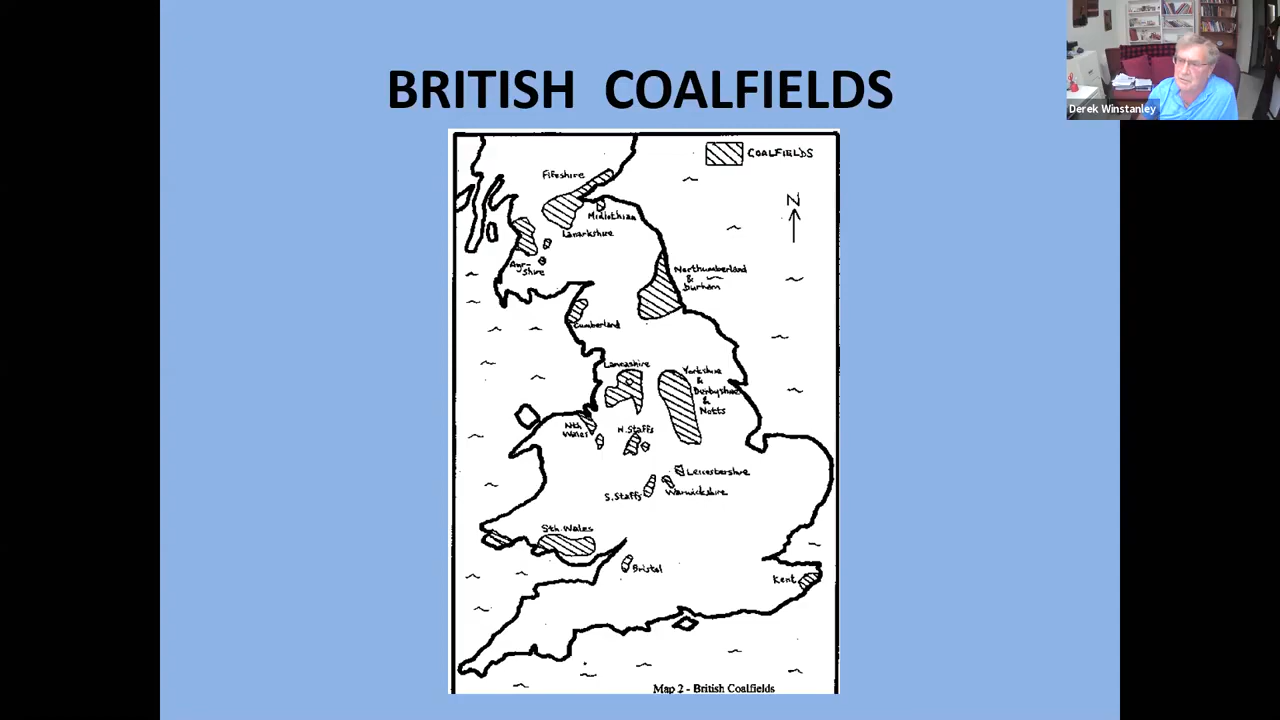 BRITISH COALFIELDS
Derek Winstanley
COALFIELDS
N
Fifeshire
Midlothian
Lanarkshire
Ayr-
shire
Northumberland
&
Durham
Cumberland
Lancashire
Yorkshire
&
Derbyshire
&
Notts
Nth
Wales
N. Staffs
Leicestershire
S. Staffs
Warwickshire
Sth. Wales
Bristol
Kent
Map 2 - British Coalfields